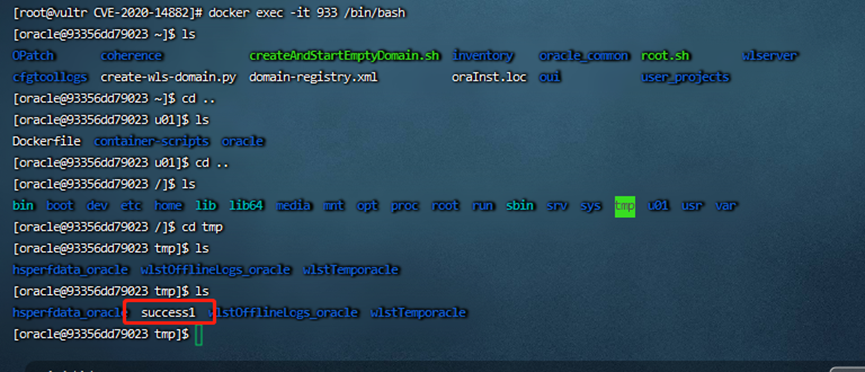 [root@vultr CVE-2020-14882]# docker exec -it 933 /bin/bash
[oracle@93356dd79023 ~]$ ls
OPatch coherence createAndStartEmptyDomain.sh inventory oracle_common root.sh wlserver
cfgtoollogs create-wls-domain.py domain-registry.xml oraInst.loc oui user_projects
[oracle@93356dd79023 ~]$ cd ..
[oracle@93356dd79023 u01]$ ls
Dockerfile container-scripts oracle
[oracle@93356dd79023 u01]$ cd ..
[oracle@93356dd79023 /]$ ls
bin boot dev etc home lib lib64 media mnt opt proc root run sbin srv sys tmp u01 usr var
[oracle@93356dd79023 /]$ cd tmp
[oracle@93356dd79023 tmp]$ ls
hsperfdata_oracle wlstOfflineLogs_oracle wlstTemporacle
[oracle@93356dd79023 tmp]$ ls
hsperfdata_oracle success1 wlstOfflineLogs_oracle wlstTemporacle
[oracle@93356dd79023 tmp]$